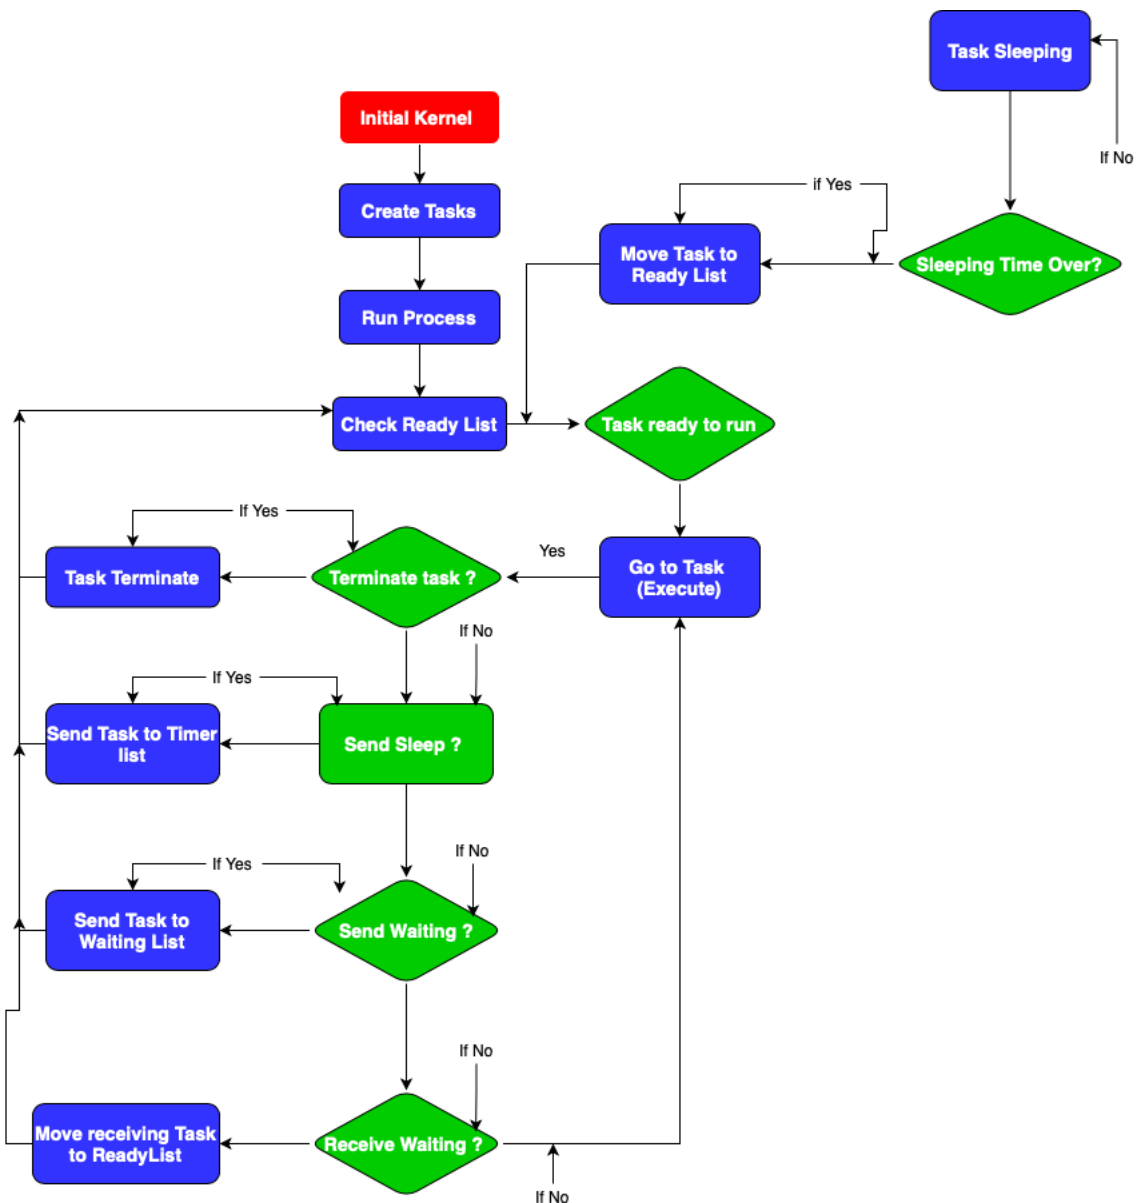 Task Sleeping
If No
Initial Kernel
Create Tasks
if Yes
Move Task to
Ready List
Sleeping Time Over?
Run Process
Check Ready List
Task ready to run
If Yes
Task Terminate
Terminate task ?
Yes
Go to Task
(Execute)
If No
If Yes
Send Task to Timer
list
Send Sleep ?
If No
If Yes
Send Task to
Waiting List
Send Waiting ?
If No
Move receiving Task
to ReadyList
Receive Waiting ?
If No